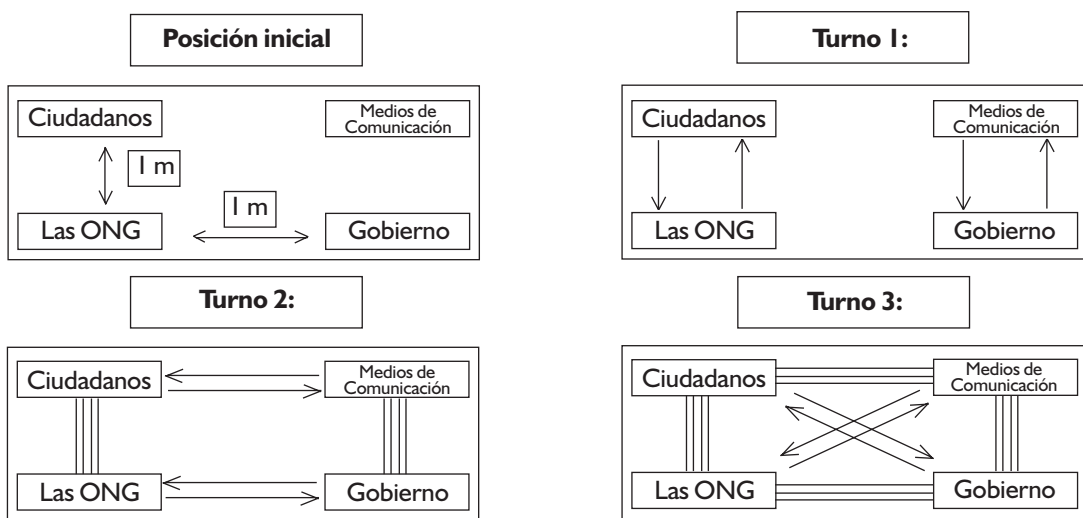 Posición inicial
Ciudadanos
Medios de
Comunicación
1 m
1 m
Las ONG
Gobierno
Turno 1:
Ciudadanos
Medios de
Comunicación
Las ONG
Gobierno
Turno 2:
Ciudadanos
Medios de
Comunicación
Las ONG
Gobierno
Turno 3:
Ciudadanos
Medios de
Comunicación
Las ONG
Gobierno